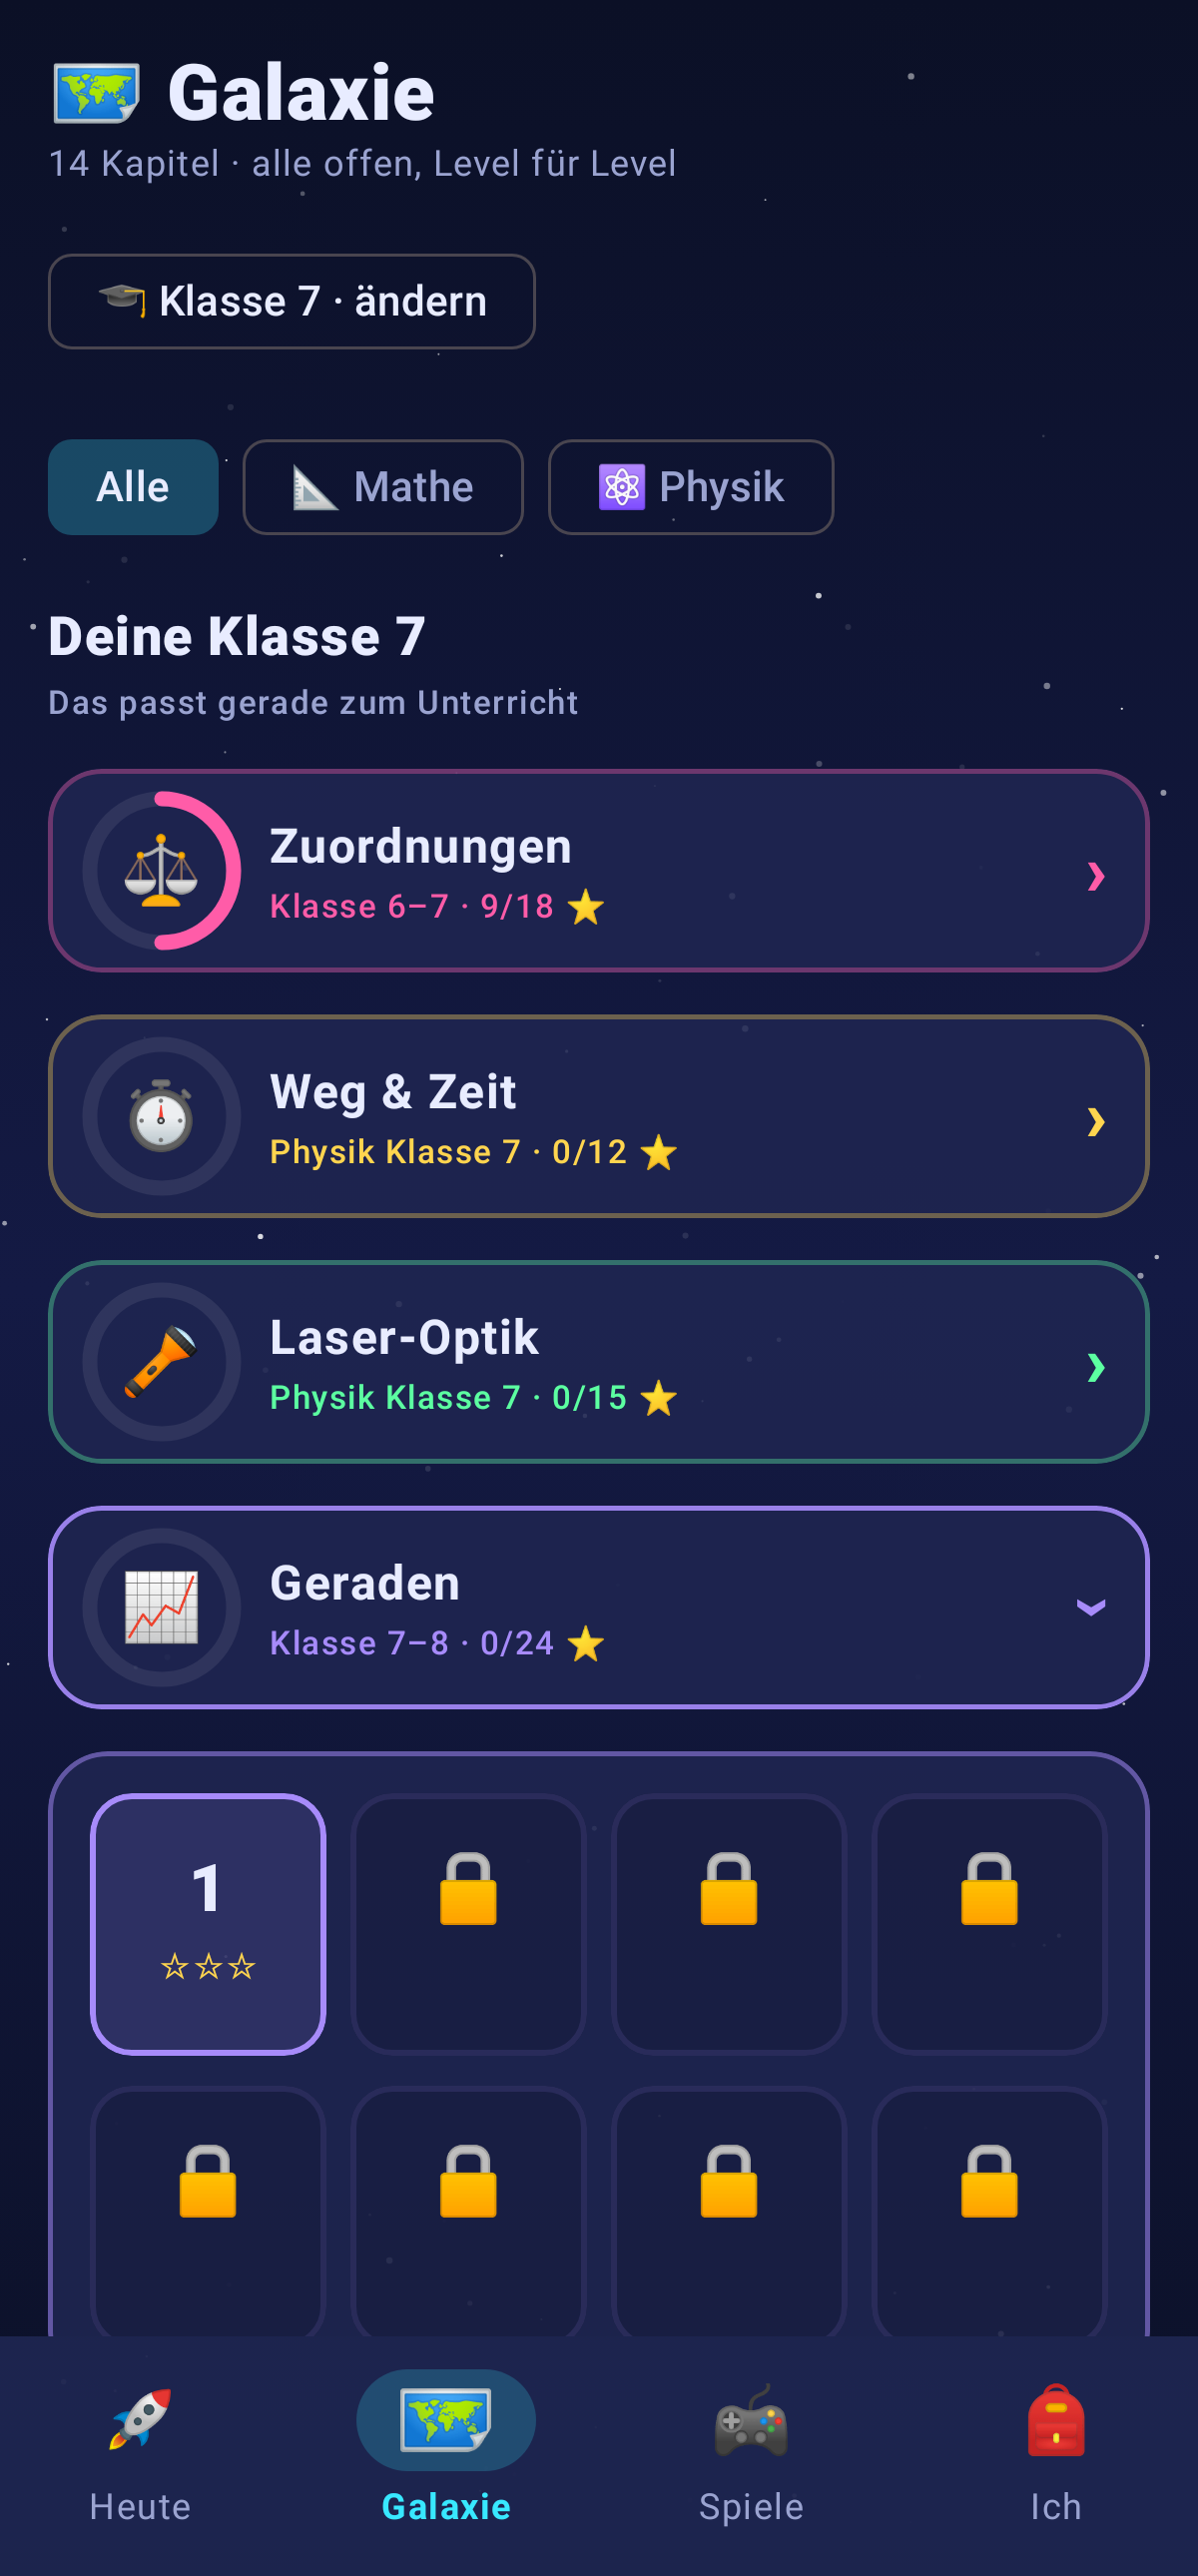 Galaxie
14 Kapitel · alle offen, Level für Level
Klasse 7 · ändern
Alle
Mathe
Physik
Deine Klasse 7
Das passt gerade zum Unterricht
Zuordnungen
Klasse 6–7 · 9/18 ⭐
Weg & Zeit
Physik Klasse 7 · 0/12 ⭐
Laser-Optik
Physik Klasse 7 · 0/15 ⭐
Geraden
Klasse 7–8 · 0/24 ⭐
1
☆☆☆
Heute
Galaxie
Spiele
Ich